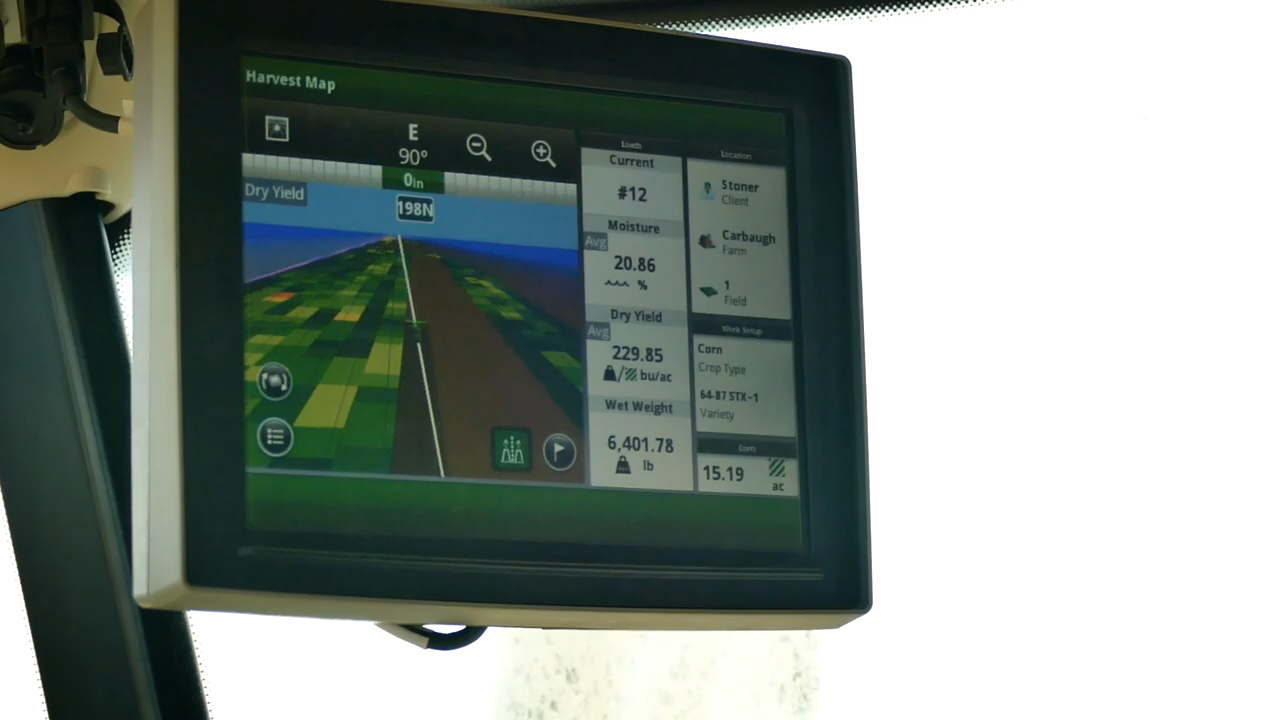 Harvest Map
E
90°
0in
198N
Dry Yield
Loads
Current
#12
Moisture
Avg
20.86
%
Dry Yield
Avg
229.85
bu/ac
Wet Weight
6,401.78
lb
Location
Stoner
Client
Carbaugh
Farm
1
Field
Work Setup
Corn
Crop Type
64-87 STX-1
Variety
Corn
15.19
ac